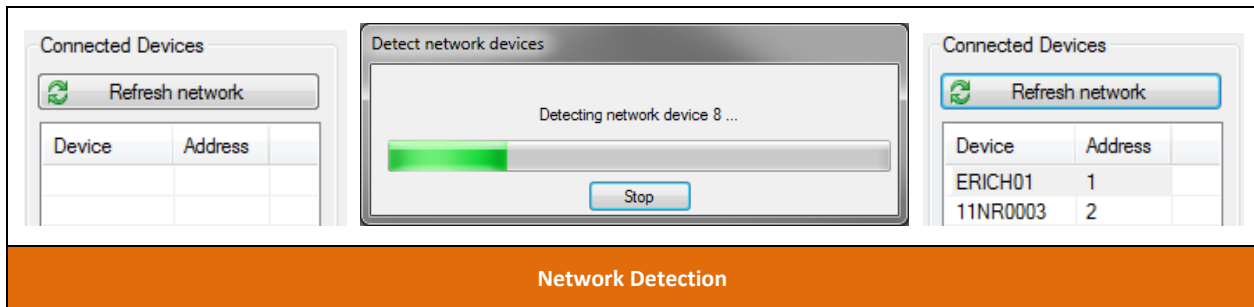 Connected Devices
Refresh network
Device Address
Detect network devices
Detecting network device 8 ...
Stop
Connected Devices
Refresh network
Device Address
ERICH01 1
11NR0003 2
Network Detection